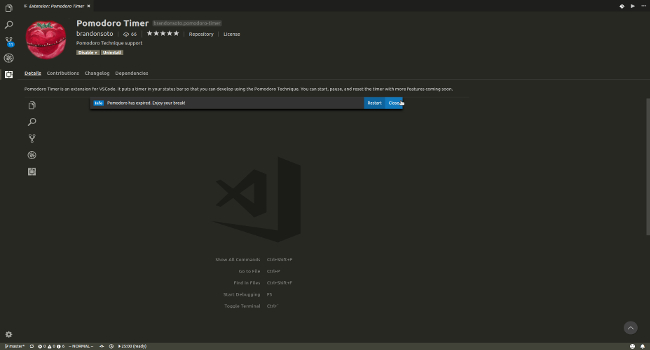 Extension: Pomodoro Timer ×
Pomodoro Timer brandonsoto.pomodoro-timer
brandonsoto 66 ★★★★★ Repository License
Pomodoro Technique support
Disable Uninstall
Details Contributions Changelog Dependencies
Pomodoro Timer is an extension for VSCode. It puts a timer in your status bar so that you can develop using the Pomodoro Technique. You can start, pause, and reset the timer with more features coming soon.
Info Pomodoro has expired. Enjoy your break! Restart Close
Show All Commands Ctrl+Shift+P
Go to File Ctrl+P
Find in Files Ctrl+Shift+F
Start Debugging F5
Toggle Terminal Ctrl+`
master* 0 0 0 -- NORMAL -- 25:00 (ready)